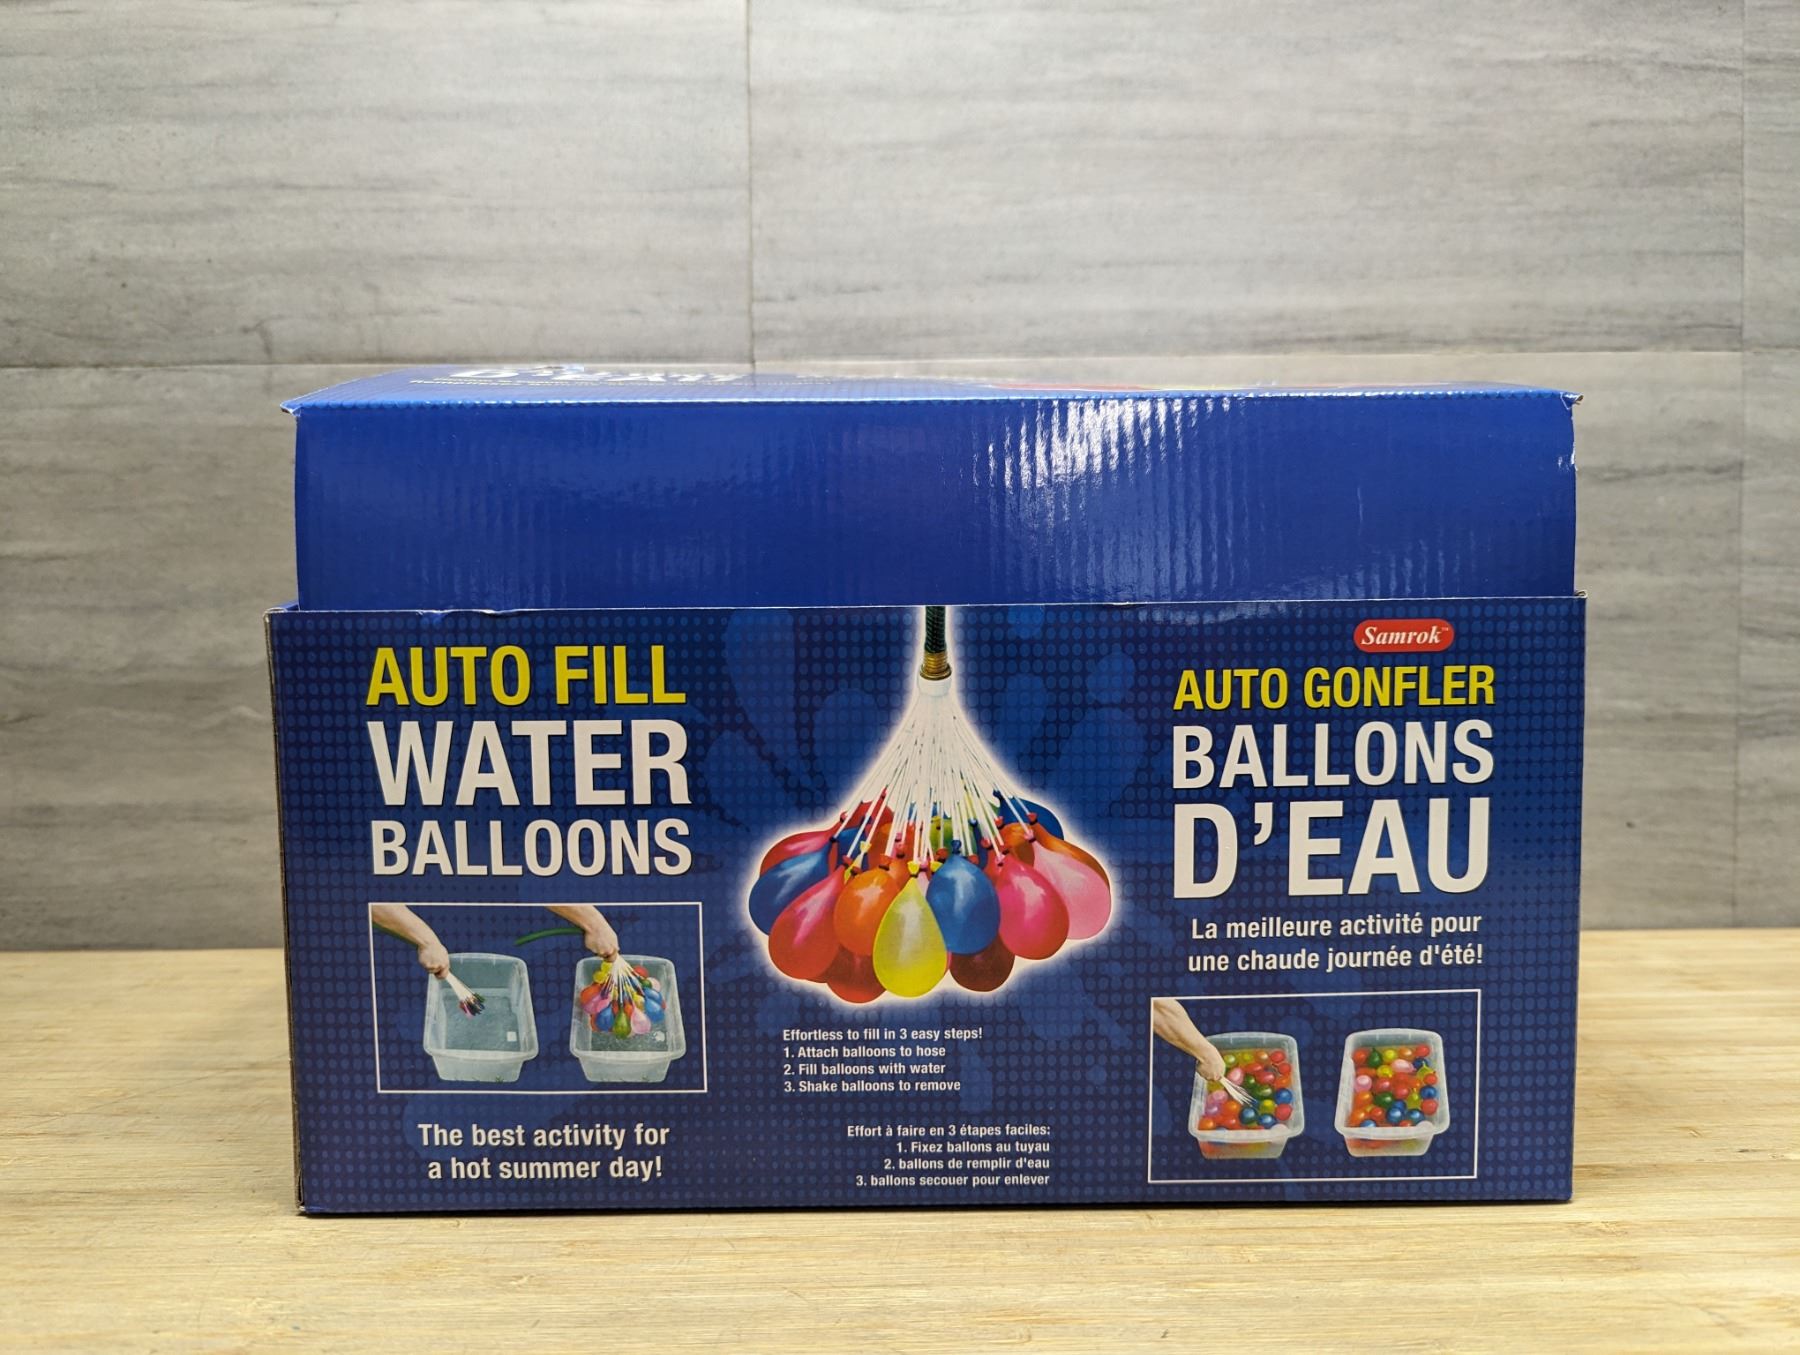 AUTO FILL
WATER
BALLOONS
The best activity for
a hot summer day!
Effortless to fill in 3 easy steps!
1. Attach balloons to hose
2. Fill balloons with water
3. Shake balloons to remove
Effort à faire en 3 étapes faciles:
1. Fixez ballons au tuyau
2. ballons de remplir d'eau
3. ballons secouer pour enlever
Samrok™
AUTO GONFLER
BALLONS
D'EAU
La meilleure activité pour
une chaude journée d'été!